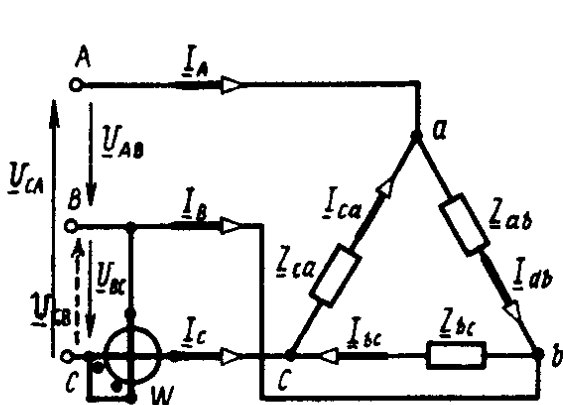 A
I_A
a
U_AB
U_CA
I_ca
Z_ab
B
I_B
Z_ca
I_ab
U_BC
U_CB
I_c
I_bc
Z_bc
C
W
c
b